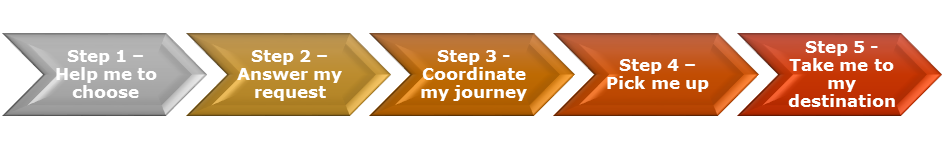 Step 1 –
Help me to
choose
Step 2 –
Answer my
request
Step 3 -
Coordinate
my journey
Step 4 –
Pick me up
Step 5 -
Take me to
my
destination